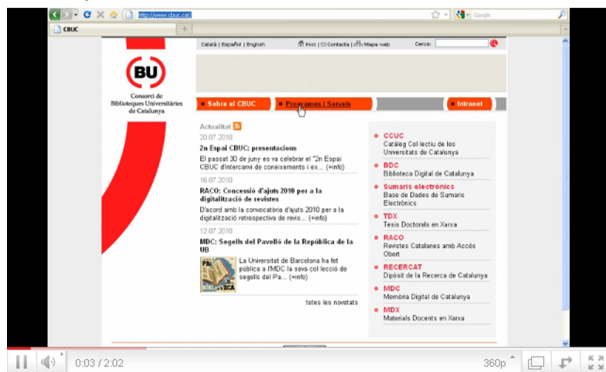 http://www.cbuc.cat/
Google
CBUC
Català | Español | English
Inici | Contacta | Mapa web
Cerca:
BU
Consorci de
Biblioteques Universitàries
de Catalunya
Sobre el CBUC
Programes i Serveis
Intranet
Actualitat
20.07.2010
2n Espai CBUC: presentacions
El passat 30 de juny es va celebrar el "2n Espai
CBUC d'intercanvi de coneixements i ex... (+info)
16.07.2010
RACO: Concessió d'ajuts 2010 per a la
digitalització de revistes
D'acord amb la convocatòria d'ajuts 2010 per a la
digitalització retrospectiva de revis... (+info)
12.07.2010
MDC: Segells del Pavelló de la República de la
UB
La Universitat de Barcelona ha fet
pública a l'MDC la seva col·lecció de
segells del Pa... (+info)
totes les novetats
CCUC
Catàleg Col·lectiu de les
Universitats de Catalunya
BDC
Biblioteca Digital de Catalunya
Sumaris electrònics
Base de Dades de Sumaris
Electrònics
TDX
Tesis Doctorals en Xarxa
RACO
Revistes Catalanes amb Accés
Obert
RECERCAT
Dipòsit de la Recerca de Catalunya
MDC
Memòria Digital de Catalunya
MDX
Materials Docents en Xarxa
0:03 / 2:02
360p